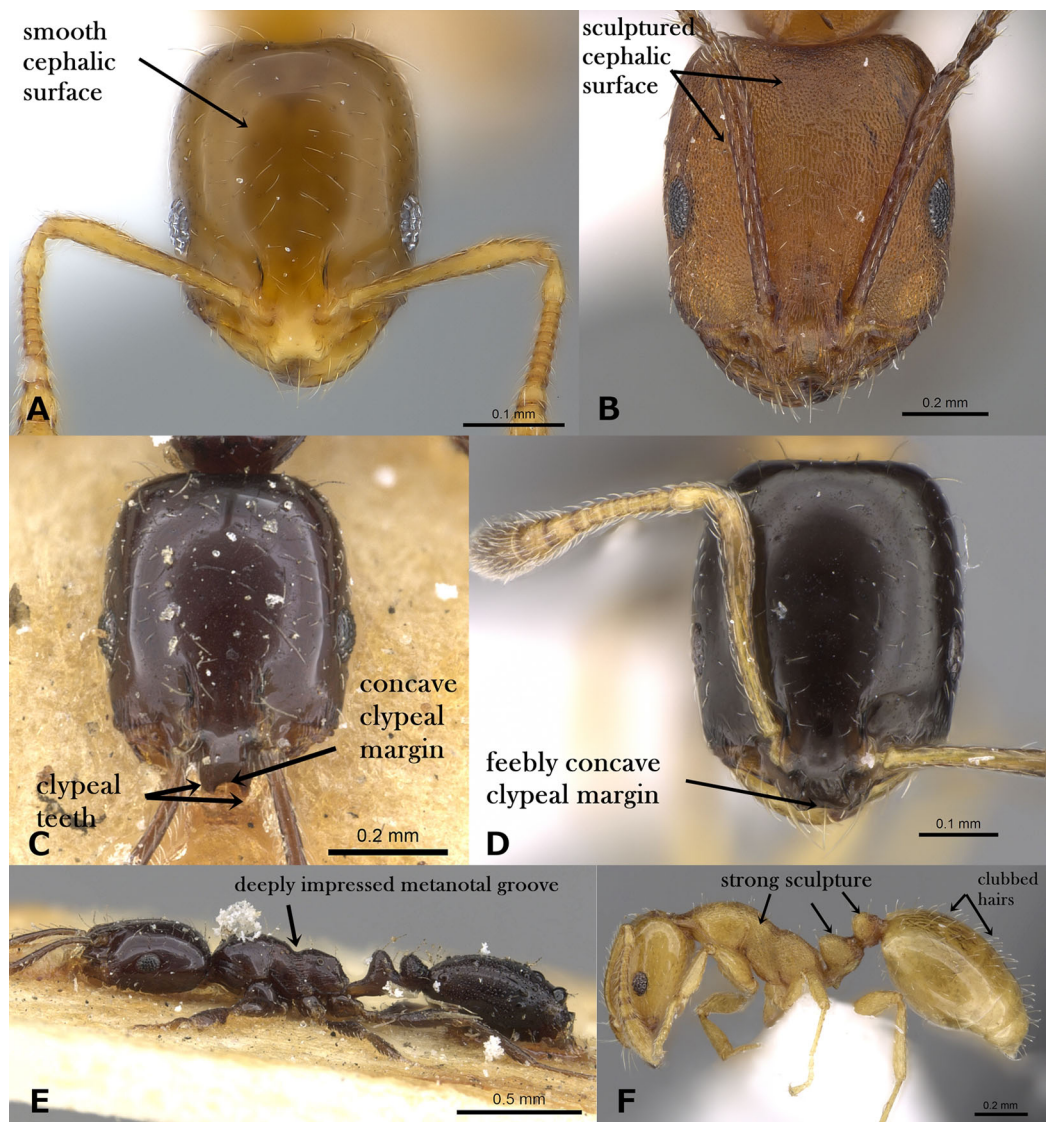 smooth
cephalic
surface
A
0.1 mm
sculptured
cephalic
surface
B
0.2 mm
concave
clypeal
margin
clypeal
teeth
C
0.2 mm
feebly concave
clypeal margin
D
0.1 mm
deeply impressed metanotal groove
E
0.5 mm
strong sculpture
clubbed
hairs
F
0.2 mm